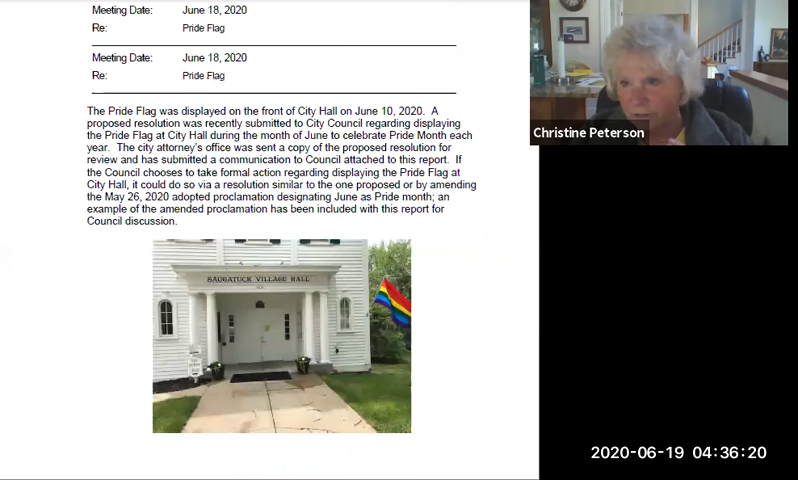 Meeting Date: June 18, 2020
Re: Pride Flag
Meeting Date: June 18, 2020
Re: Pride Flag
The Pride Flag was displayed on the front of City Hall on June 10, 2020. A
proposed resolution was recently submitted to City Council regarding displaying
the Pride Flag at City Hall during the month of June to celebrate Pride Month each
year. The city attorney's office was sent a copy of the proposed resolution for
review and has submitted a communication to Council attached to this report. If
the Council chooses to take formal action regarding displaying the Pride Flag at
City Hall, it could do so via a resolution similar to the one proposed or by amending
the May 26, 2020 adopted proclamation designating June as Pride month; an
example of the amended proclamation has been included with this report for
Council discussion.
SAUGATUCK VILLAGE HALL
Christine Peterson
2020-06-19 04:36:20